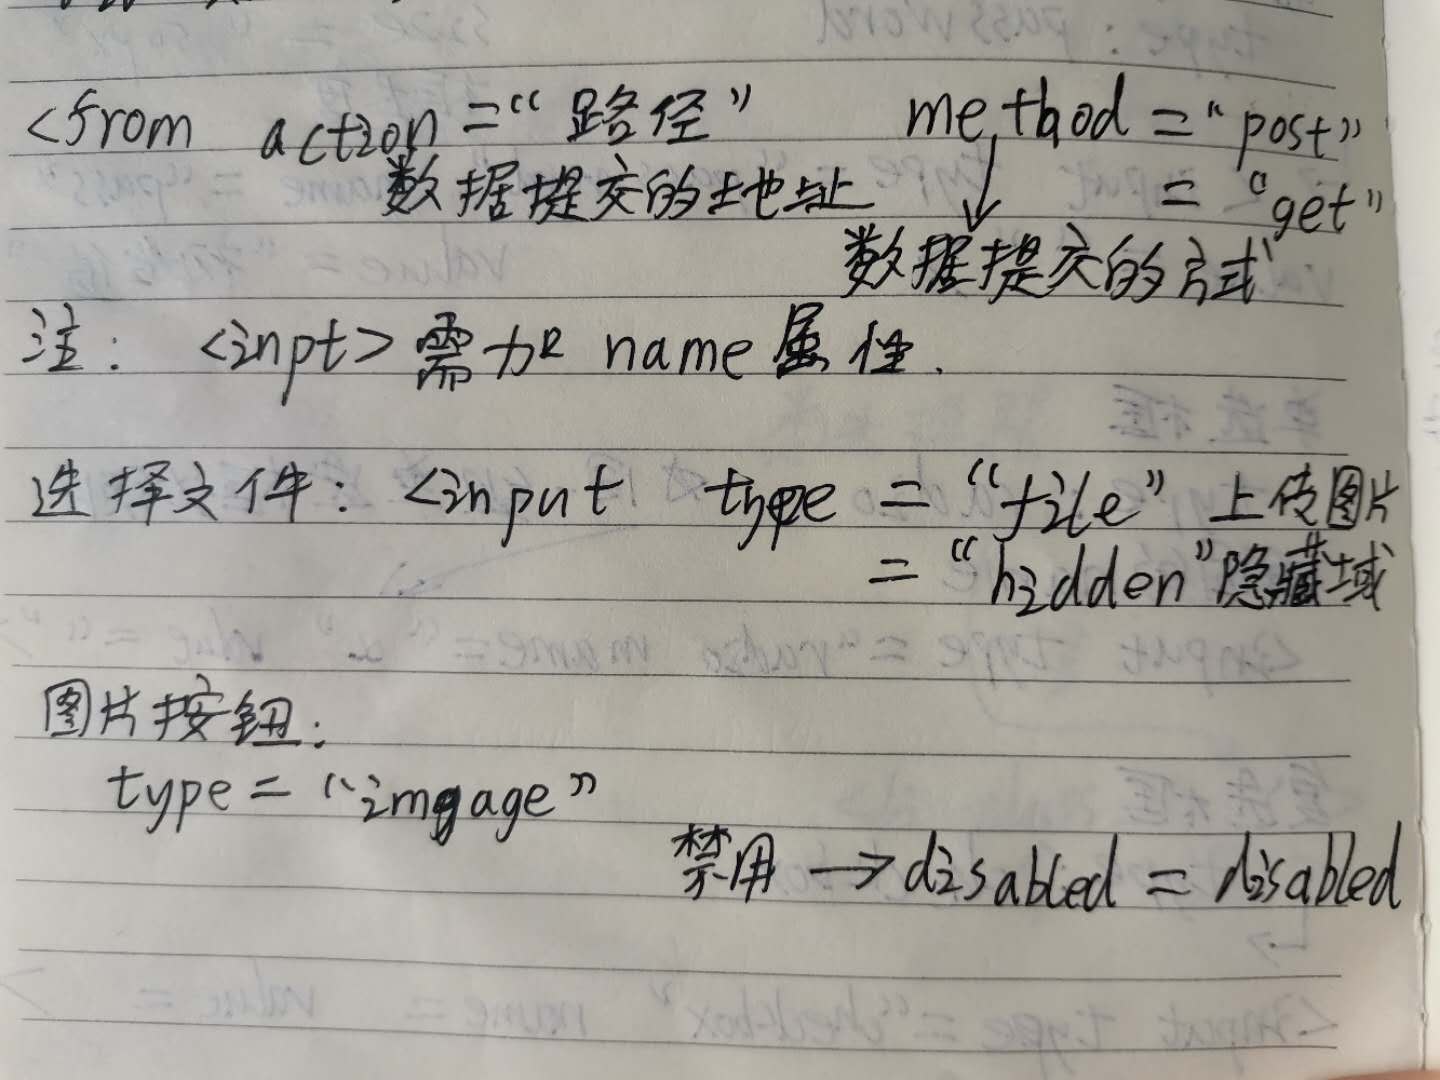 <from action = “路径” method = “post”
数据提交的土地址 = “get”
数据提交的方式
注: <inpt> 需加 name 属性.
选择文件: <input type = “file” 上传图片
= “hidden” 隐藏域
图片按钮:
type = “imgage”
禁用 → disabled = disabled